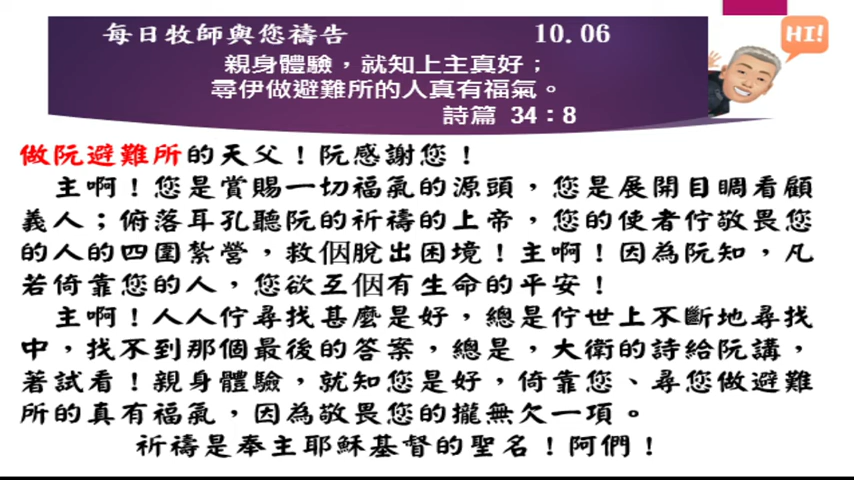 每日牧師與您禱告 10.06
HI!
親身體驗，就知上主真好；
尋伊做避難所的人真有福氣。
詩篇 34：8
做阮避難所的天父！阮感謝您！
主啊！您是賞賜一切福氣的源頭，您是展開目睭看顧
義人；俯落耳孔聽阮的祈禱的上帝，您的使者佇敬畏您
的人的四圍紮營，救𪜶脫出困境！主啊！因為阮知，凡
若倚靠您的人，您欲互𪜶有生命的平安！
主啊！人人佇尋找甚麼是好，總是佇世上不斷地尋找
中，找不到那個最後的答案，總是，大衛的詩給阮講，
著試看！親身體驗，就知您是好，倚靠您、尋您做避難
所的真有福氣，因為敬畏您的攏無欠一項。
祈禱是奉主耶穌基督的聖名！阿們！